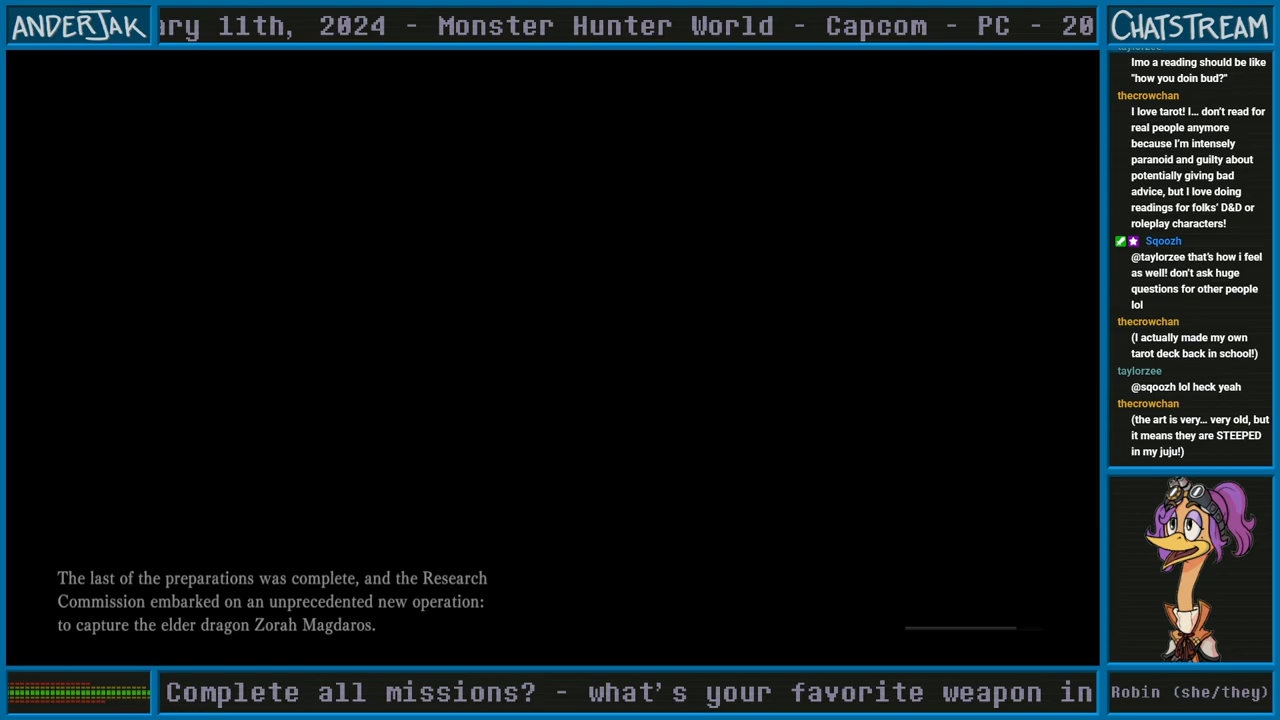 ANDERJAK
ary 11th, 2024 - Monster Hunter World - Capcom - PC - 20
CHATSTREAM
taylorzee
Imo a reading should be like
"how you doin bud?"
thecrowchan
I love tarot! I… don't read for
real people anymore
because I'm intensely
paranoid and guilty about
potentially giving bad
advice, but I love doing
readings for folks' D&D or
roleplay characters!
Sqoozh
@taylorzee that's how i feel
as well! don't ask huge
questions for other people
lol
thecrowchan
(I actually made my own
tarot deck back in school!)
taylorzee
@sqoozh lol heck yeah
thecrowchan
(the art is very… very old, but
it means they are STEEPED
in my juju!)
The last of the preparations was complete, and the Research
Commission embarked on an unprecedented new operation:
to capture the elder dragon Zorah Magdaros.
Complete all missions? - what's your favorite weapon in
Robin (she/they)